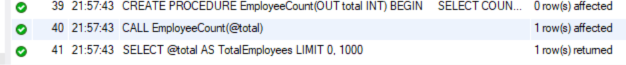 39 21:57:43 CREATE PROCEDURE EmployeeCount(OUT total INT) BEGIN SELECT COUN... 0 row(s) affected
40 21:57:43 CALL EmployeeCount(@total) 1 row(s) affected
41 21:57:43 SELECT @total AS TotalEmployees LIMIT 0, 1000 1 row(s) returned